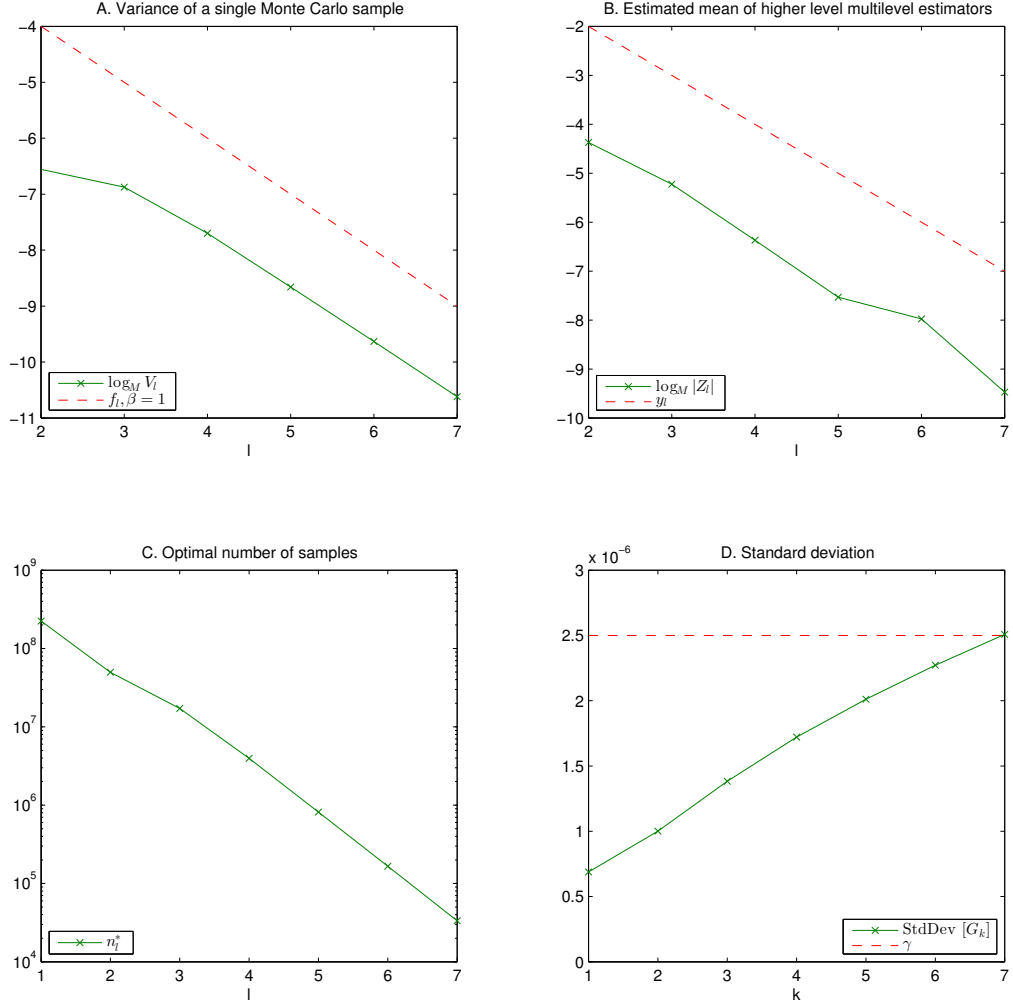 A. Variance of a single Monte Carlo sample
−4
−5
−6
−7
−8
−9
−10
−11
2 3 4 5 6 7
l
log_M V_l
f_l, β = 1
B. Estimated mean of higher level multilevel estimators
−2
−3
−4
−5
−6
−7
−8
−9
−10
2 3 4 5 6 7
l
log_M |Z_l|
y_l
C. Optimal number of samples
10^9
10^8
10^7
10^6
10^5
10^4
1 2 3 4 5 6 7
l
n_l^*
D. Standard deviation
x 10^−6
3
2.5
2
1.5
1
0.5
0
1 2 3 4 5 6 7
k
StdDev [G_k]
γ